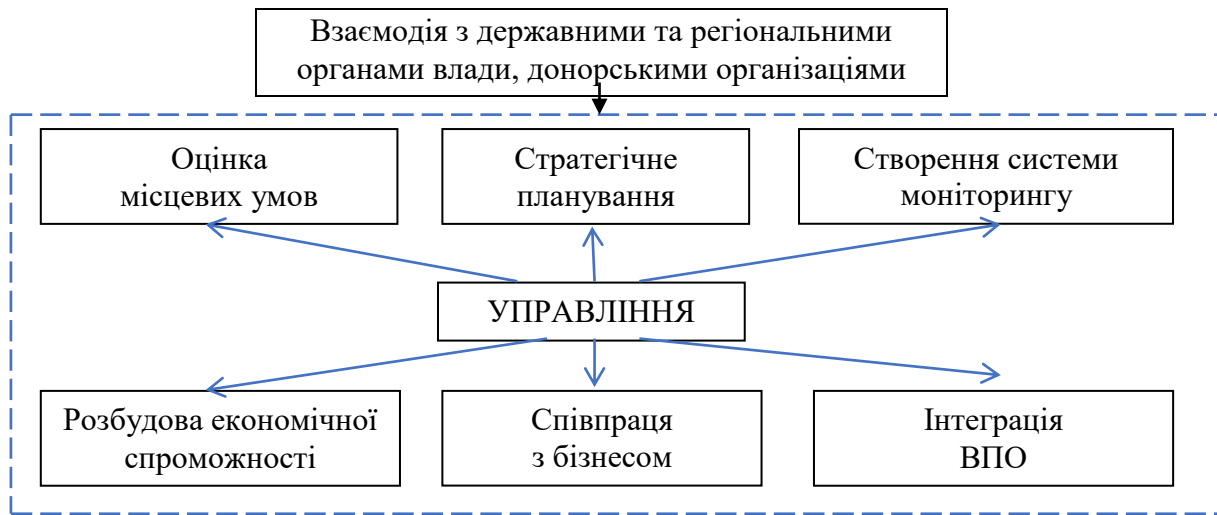 Взаємодія з державними та регіональними
органами влади, донорськими організаціями
Оцінка
місцевих умов
Стратегічне
планування
Створення системи
моніторингу
УПРАВЛІННЯ
Розбудова економічної
спроможності
Співпраця
з бізнесом
Інтеграція
ВПО